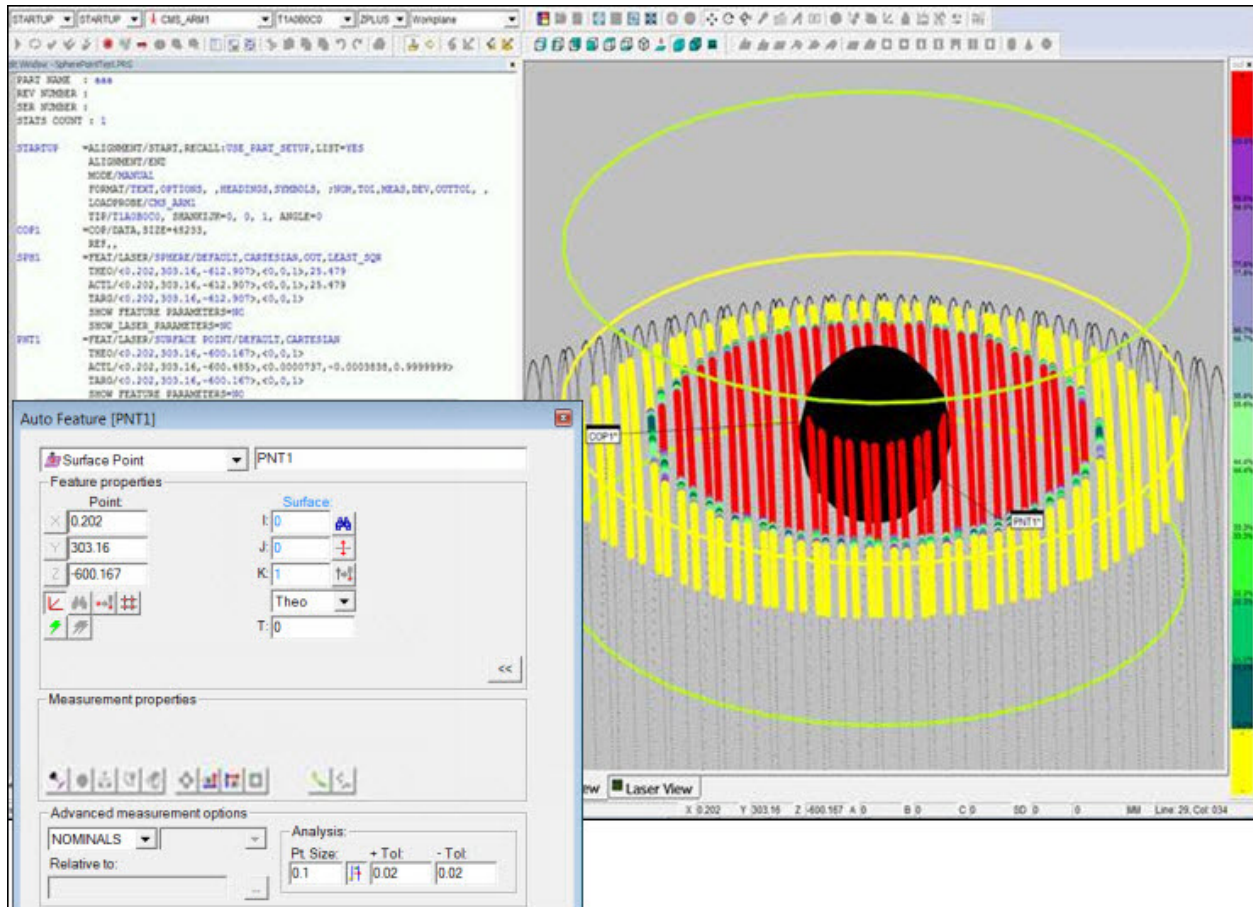 STARTUP STARTUP CMS_ARM1 T1A0B0C0 ZPLUS Workplane
PART NAME : aaa
REV NUMBER :
SER NUMBER :
STATS COUNT : 1
STARTUP =ALIGNMENT/START,RECALL:USE_PART_SETUP,LIST=YES
ALIGNMENT/END
MODE/MANUAL
FORMAT/TEXT,OPTIONS, ,HEADINGS,SYMBOLS, ;NOM,TOL,MEAS,DEV,OUTTOL, ,
LOADPROBE/CMS_ARM1
TIP/T1A0B0C0, SHANKIJK=0, 0, 1, ANGLE=0
COP1 =COP/DATA,SIZE=48233,
REF,,
SPH1 =FEAT/LASER/SPHERE/DEFAULT,CARTESIAN,OUT,LEAST_SQR
THEO/<0.202,303.16,-612.907>,<0,0,1>,25.479
ACTL/<0.202,303.16,-612.907>,<0,0,1>,25.479
TARG/<0.202,303.16,-612.907>,<0,0,1>
SHOW FEATURE PARAMETERS=NO
SHOW_LASER_PARAMETERS=NO
PNT1 =FEAT/LASER/SURFACE POINT/DEFAULT,CARTESIAN
THEO/<0.202,303.16,-600.167>,<0,0,1>
ACTL/<0.202,303.16,-600.485>,<0.0000737,-0.0003838,0.9999999>
TARG/<0.202,303.16,-600.167>,<0,0,1>
SHOW FEATURE PARAMETERS=NO
COP1*
PNT1*
Auto Feature [PNT1]
Surface Point PNT1
Feature properties
Point: Surface:
X 0.202 I: 0
Y 303.16 J: 0
Z -600.167 K: 1
Theo
T: 0
<<
Measurement properties
Advanced measurement options
NOMINALS
Analysis:
Pt. Size: + Tol: - Tol:
0.1 0.02 0.02
Relative to:
...
Laser View
X 0.202 Y 303.16 Z -600.167 A 0 B 0 C 0 SD 0 0 MM Line: 29, Col: 034